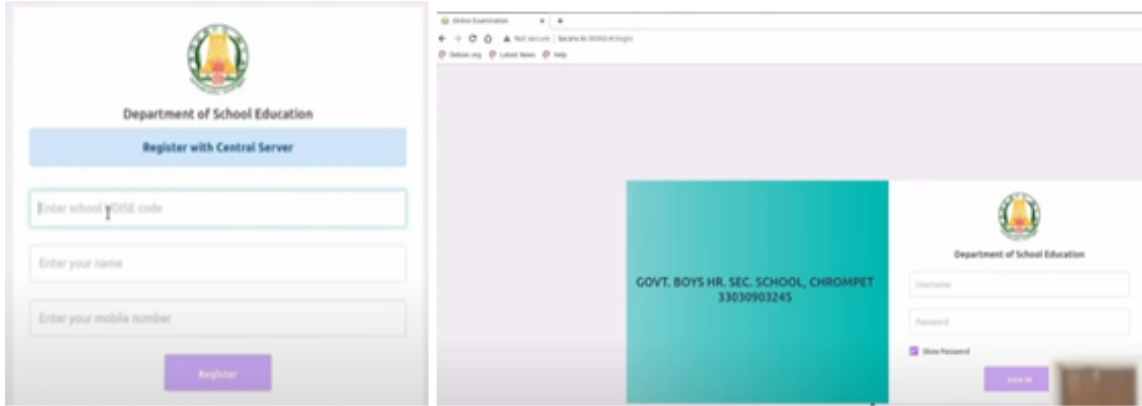 Department of School Education
Register with Central Server
Enter school UDISE code
Enter your name
Enter your mobile number
Register
Online Examination
Not secure
Debian.org Latest News Help
GOVT. BOYS HR. SEC. SCHOOL, CHROMPET
33030903245
Department of School Education
Username
Password
Show Password
SIGN IN